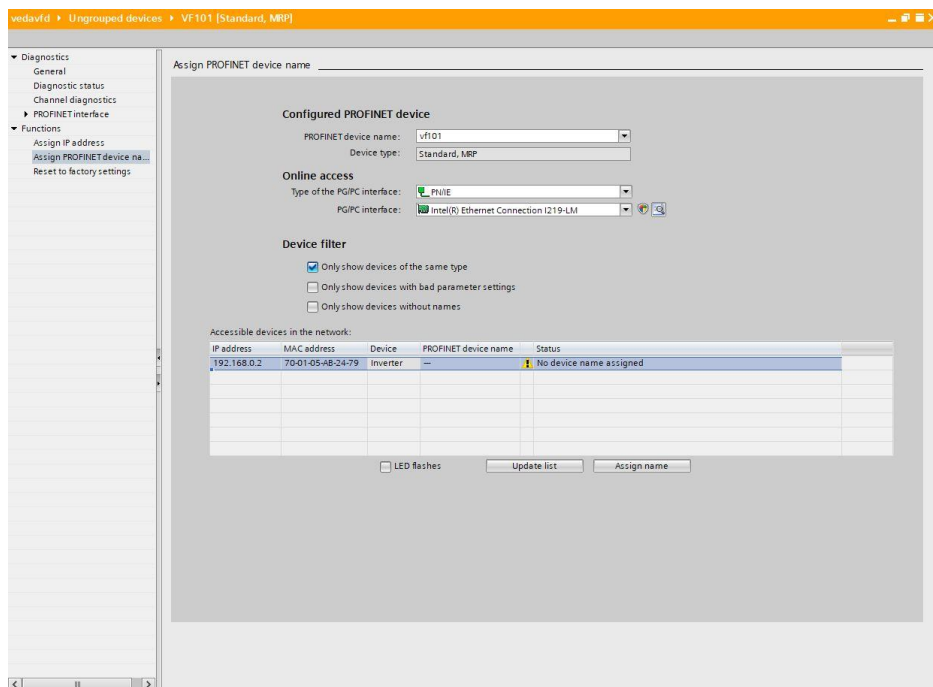 vedavfd ▸ Ungrouped devices ▸ VF101 [Standard, MRP]
Diagnostics
General
Diagnostic status
Channel diagnostics
PROFINET interface
Functions
Assign IP address
Assign PROFINET device na...
Reset to factory settings
Assign PROFINET device name
Configured PROFINET device
PROFINET device name: vf101
Device type: Standard, MRP
Online access
Type of the PG/PC interface: PN/IE
PG/PC interface: Intel(R) Ethernet Connection I219-LM
Device filter
Only show devices of the same type
Only show devices with bad parameter settings
Only show devices without names
Accessible devices in the network:
IP address MAC address Device PROFINET device name Status
192.168.0.2 70-01-05-AB-24-79 Inverter — No device name assigned
LED flashes Update list Assign name